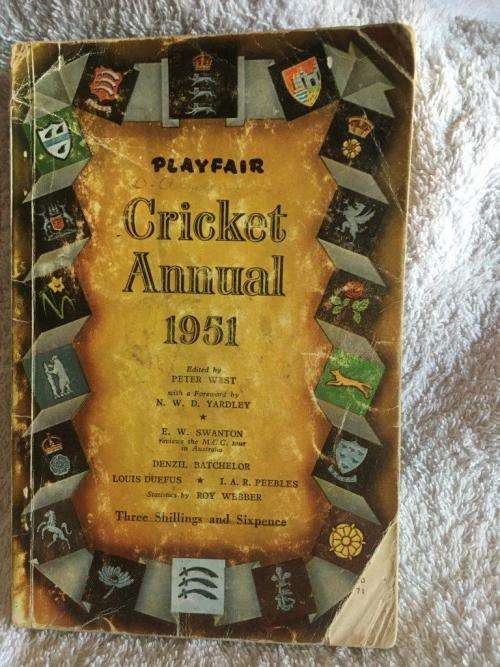 PLAYFAIR
Cricket
Annual
1951
Edited by
PETER WEST
with a Foreword by
N. W. D. YARDLEY
★
E. W. SWANTON
reviews the M.C.C. tour
in Australia
DENZIL BATCHELOR
LOUIS DUFFUS ★ I. A. R. PEEBLES
Statistics by ROY WEBBER
Three Shillings and Sixpence
71